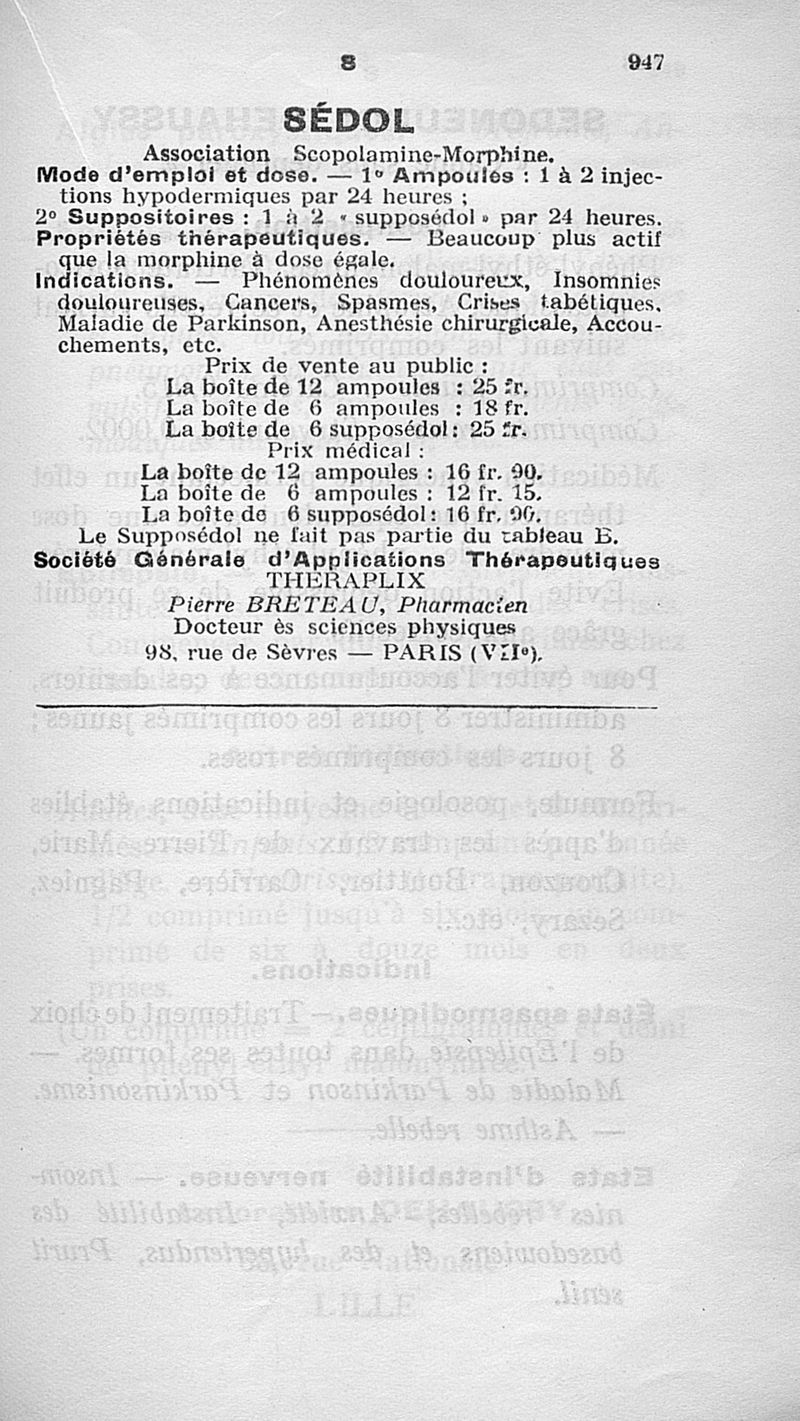 S 947
SÉDOL
Association Scopolamine-Morphine.
Mode d'emploi et dose. — 1º Ampoules : 1 à 2 injec-
tions hypodermiques par 24 heures ;
2º Suppositoires : 1 à 2 « supposédol » par 24 heures.
Propriétés thérapeutiques. — Beaucoup plus actif
que la morphine à dose égale.
Indications. — Phénomènes douloureux, Insomnies
douloureuses, Cancers, Spasmes, Crises tabétiques,
Maladie de Parkinson, Anesthésie chirurgicale, Accou-
chements, etc.
Prix de vente au public :
La boîte de 12 ampoules : 25 fr.
La boîte de 6 ampoules : 18 fr.
La boîte de 6 supposédol : 25 fr.
Prix médical :
La boîte de 12 ampoules : 16 fr. 90.
La boîte de 6 ampoules : 12 fr. 15.
La boîte de 6 supposédol : 16 fr. 90.
Le Supposédol ne fait pas partie du tableau B.
Société Générale d'Applications Thérapeutiques
THERAPLIX
Pierre BRETEAU, Pharmacien
Docteur ès sciences physiques
98, rue de Sèvres — PARIS (VIIe).